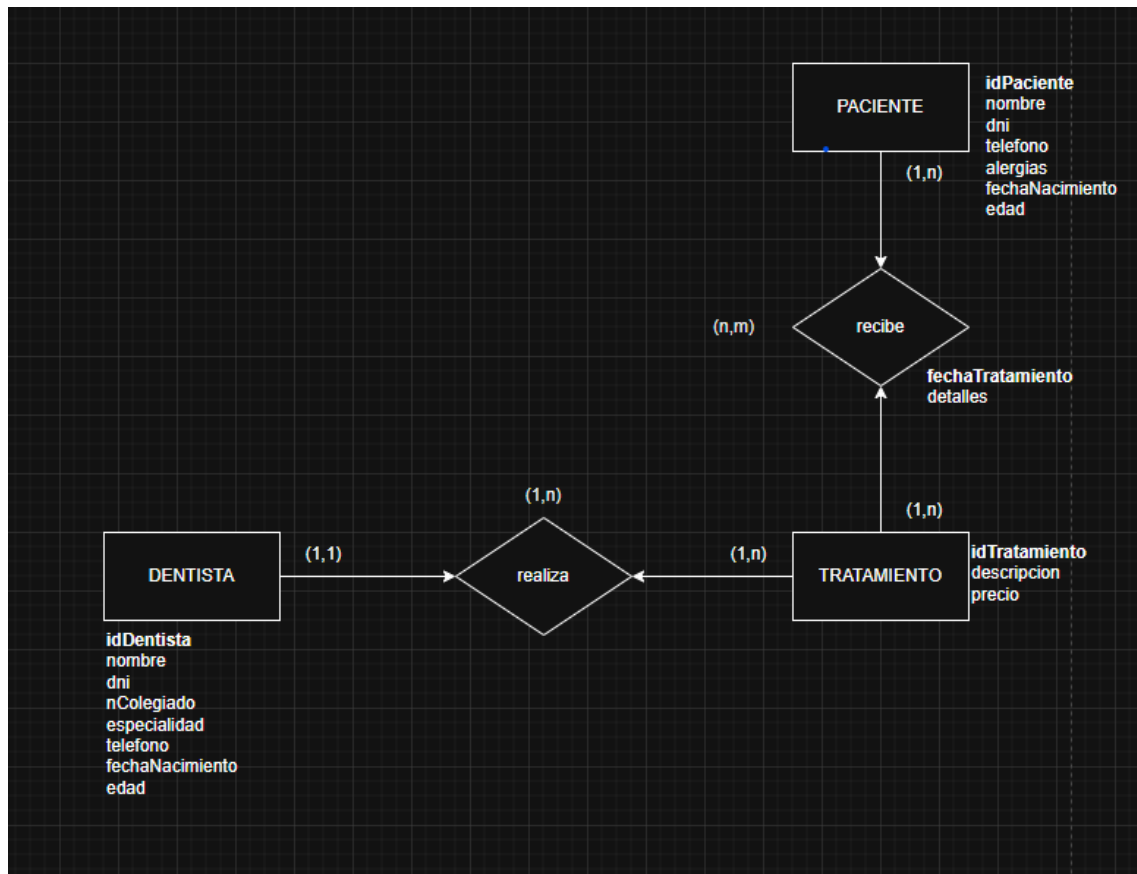 PACIENTE
idPaciente
nombre
dni
telefono
alergias
fechaNacimiento
edad
(1,n)
(n,m)
recibe
fechaTratamiento
detalles
(1,n)
(1,n)
DENTISTA
(1,1)
realiza
(1,n)
TRATAMIENTO
idTratamiento
descripcion
precio
idDentista
nombre
dni
nColegiado
especialidad
telefono
fechaNacimiento
edad